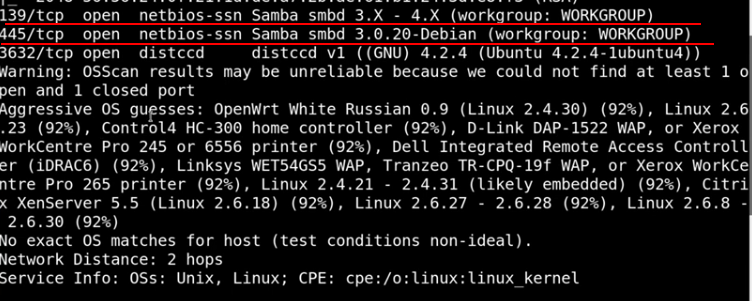 139/tcp open netbios-ssn Samba smbd 3.X - 4.X (workgroup: WORKGROUP)
445/tcp open netbios-ssn Samba smbd 3.0.20-Debian (workgroup: WORKGROUP)
3632/tcp open distccd distccd v1 ((GNU) 4.2.4 (Ubuntu 4.2.4-1ubuntu4))
Warning: OSScan results may be unreliable because we could not find at least 1 o
pen and 1 closed port
Aggressive OS guesses: OpenWrt White Russian 0.9 (Linux 2.4.30) (92%), Linux 2.6
.23 (92%), Control4 HC-300 home controller (92%), D-Link DAP-1522 WAP, or Xerox
WorkCentre Pro 245 or 6556 printer (92%), Dell Integrated Remote Access Controll
er (iDRAC6) (92%), Linksys WET54GS5 WAP, Tranzeo TR-CPQ-19f WAP, or Xerox WorkCe
ntre Pro 265 printer (92%), Linux 2.4.21 - 2.4.31 (likely embedded) (92%), Citri
x XenServer 5.5 (Linux 2.6.18) (92%), Linux 2.6.27 - 2.6.28 (92%), Linux 2.6.8 -
2.6.30 (92%)
No exact OS matches for host (test conditions non-ideal).
Network Distance: 2 hops
Service Info: OSs: Unix, Linux; CPE: cpe:/o:linux:linux_kernel